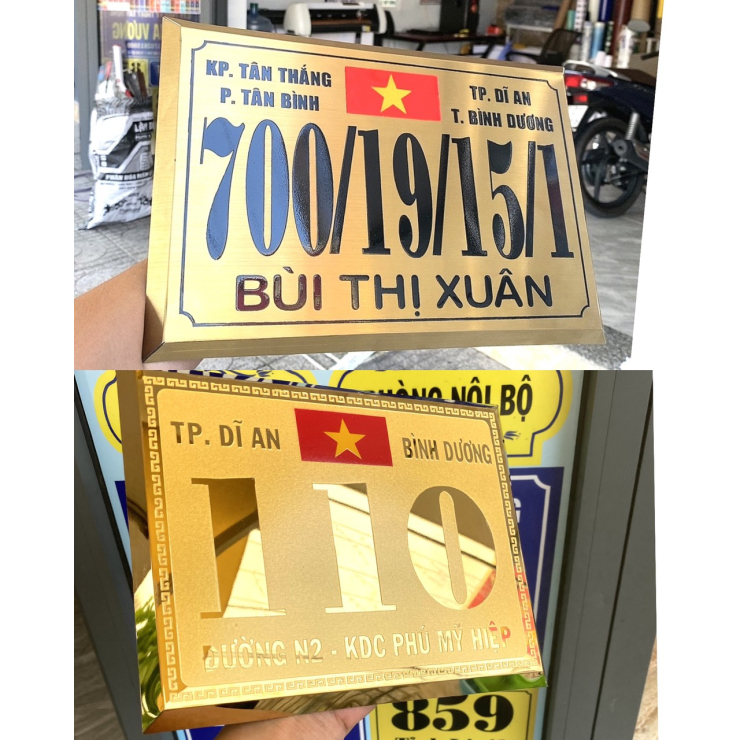 KP. TÂN THẮNG
P. TÂN BÌNH
TP. DĨ AN
T. BÌNH DƯƠNG
700/19/15/1
BÙI THỊ XUÂN
PHÒNG NỘI BỘ
TP. DĨ AN
BÌNH DƯƠNG
110
ĐƯỜNG N2 - KDC PHÚ MỸ HIỆP
859